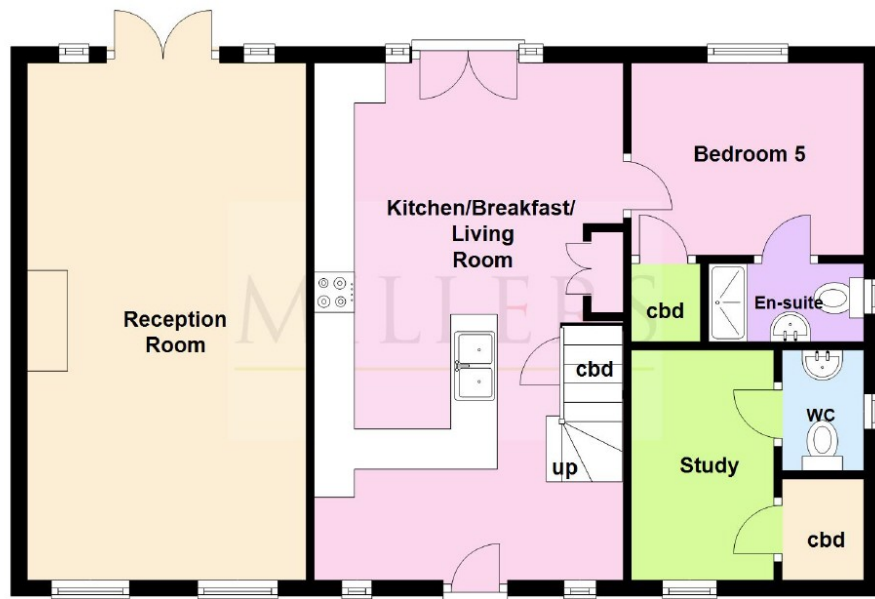 Bedroom 5
Kitchen/Breakfast/
Living
Room
Reception
Room
cbd
En-suite
MILLERS
cbd
up
Study
WC
cbd